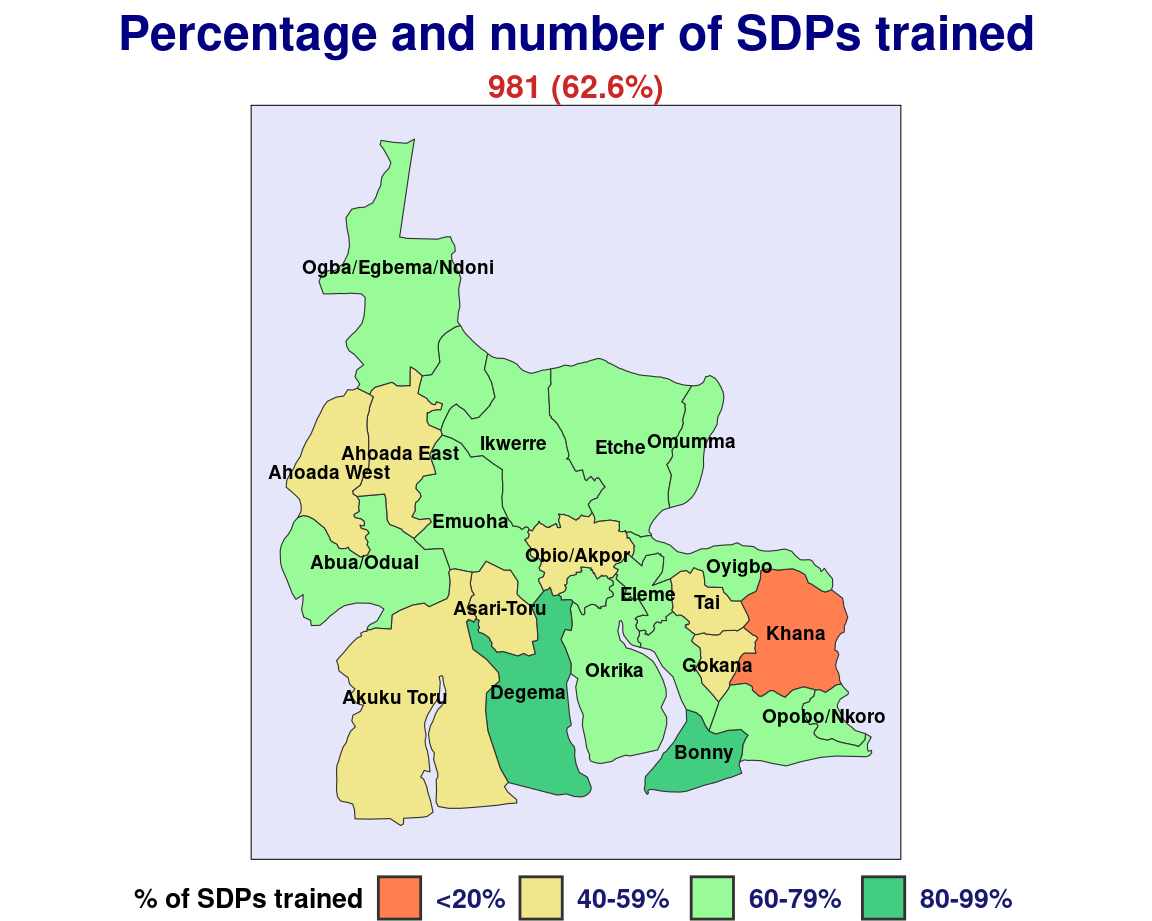 Percentage and number of SDPs trained
981 (62.6%)
Ogba/Egbema/Ndoni
Ikwerre
Etche
Omumma
Ahoada East
Ahoada West
Emuoha
Obio/Akpor
Abua/Odual
Oyigbo
Eleme
Tai
Asari-Toru
Khana
Gokana
Okrika
Degema
Akuku Toru
Opobo/Nkoro
Bonny
% of SDPs trained <20% 40-59% 60-79% 80-99%